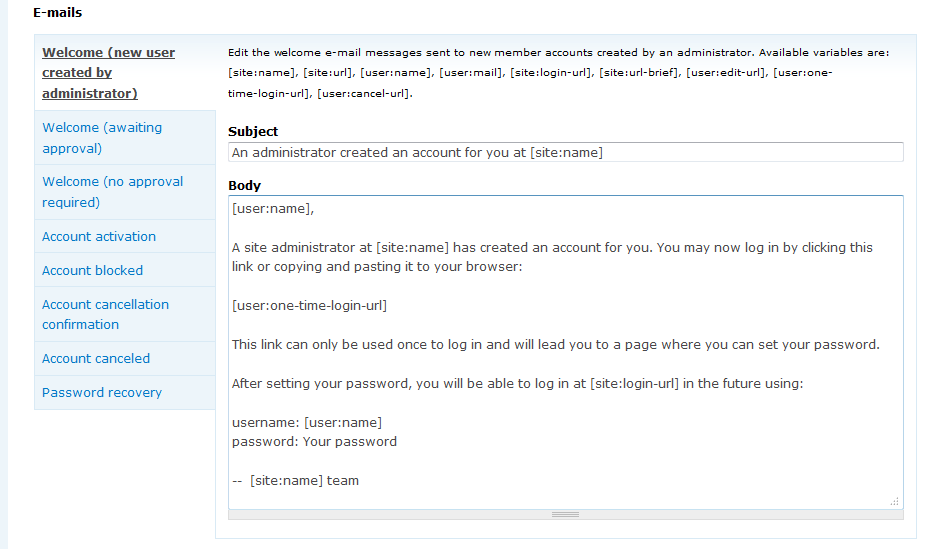 E-mails
Welcome (new user
created by
administrator)
Welcome (awaiting
approval)
Welcome (no approval
required)
Account activation
Account blocked
Account cancellation
confirmation
Account canceled
Password recovery
Edit the welcome e-mail messages sent to new member accounts created by an administrator. Available variables are:
[site:name], [site:url], [user:name], [user:mail], [site:login-url], [site:url-brief], [user:edit-url], [user:one-
time-login-url], [user:cancel-url].
Subject
An administrator created an account for you at [site:name]
Body
[user:name],
A site administrator at [site:name] has created an account for you. You may now log in by clicking this
link or copying and pasting it to your browser:
[user:one-time-login-url]
This link can only be used once to log in and will lead you to a page where you can set your password.
After setting your password, you will be able to log in at [site:login-url] in the future using:
username: [user:name]
password: Your password
--  [site:name] team